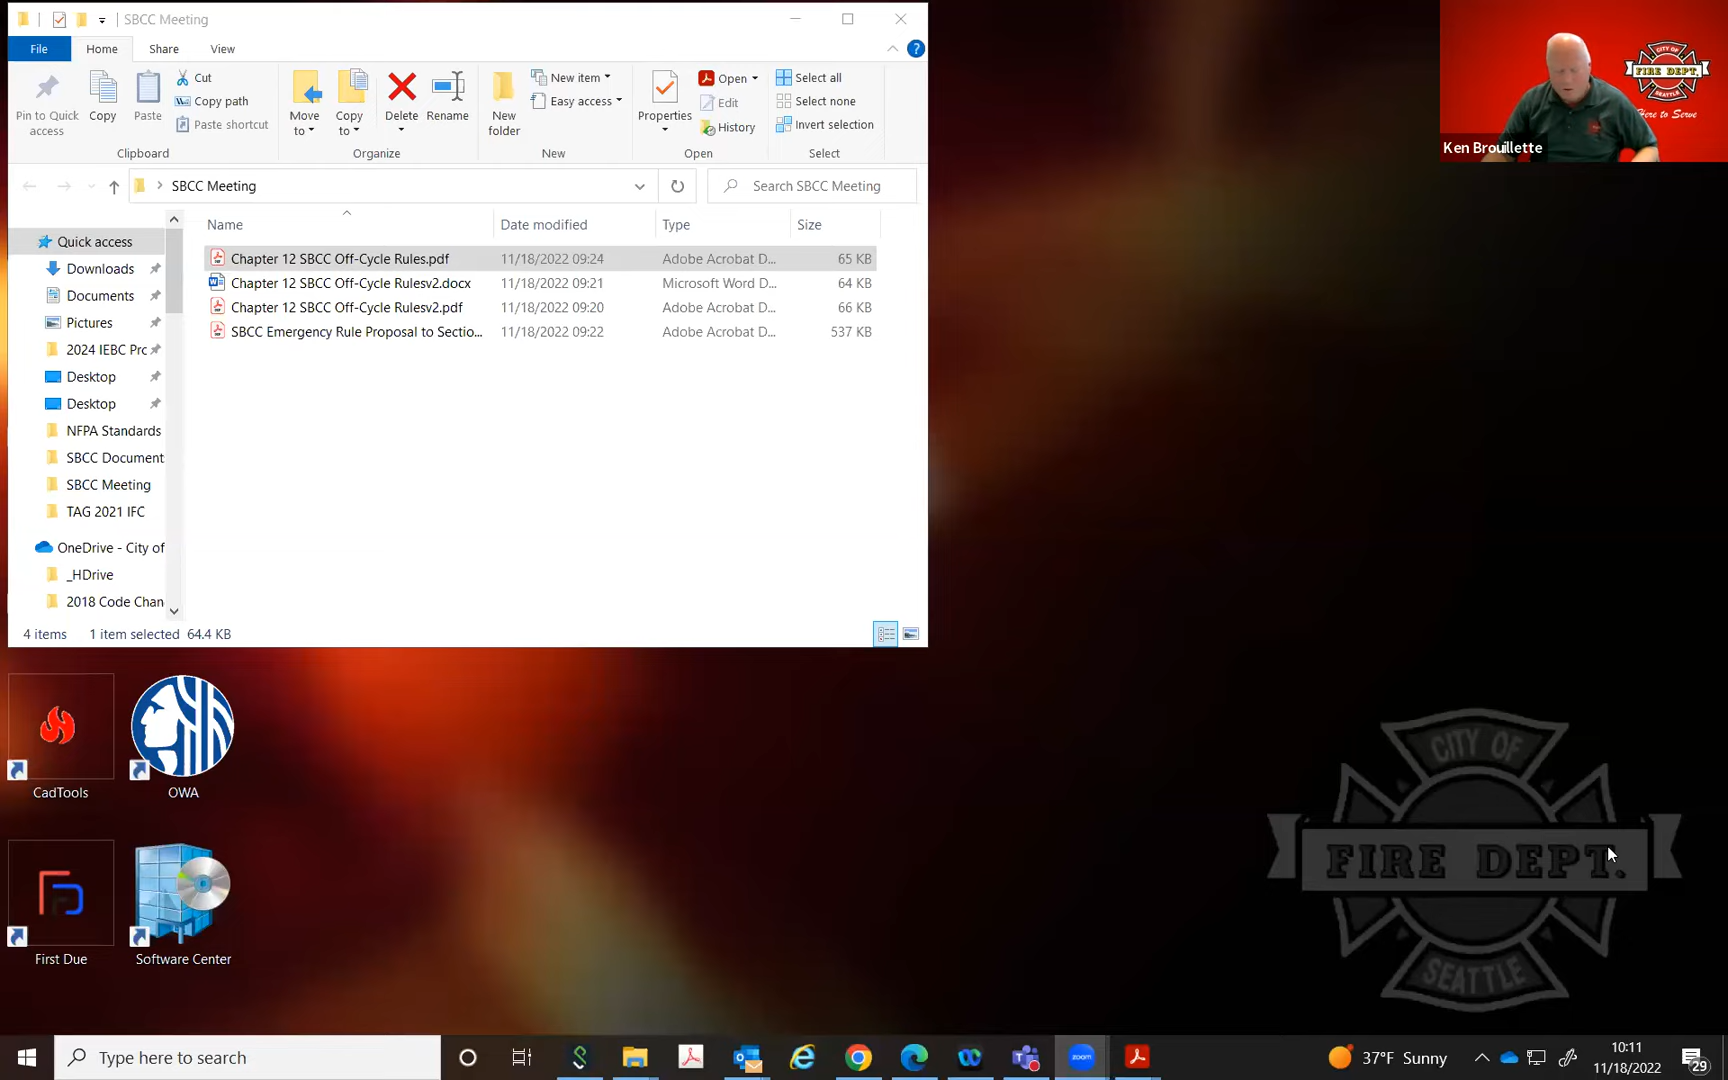 SBCC Meeting
File
Home
Share
View
?
Pin to Quick access
Copy
Paste
Cut
Copy path
Paste shortcut
Clipboard
Move to
Copy to
Delete
Rename
Organize
New folder
New item
Easy access
New
Properties
Open
Edit
History
Open
Select all
Select none
Invert selection
Select
SBCC Meeting
Search SBCC Meeting
Name
Date modified
Type
Size
Chapter 12 SBCC Off-Cycle Rules.pdf 11/18/2022 09:24 Adobe Acrobat D... 65 KB
Chapter 12 SBCC Off-Cycle Rulesv2.docx 11/18/2022 09:21 Microsoft Word D... 64 KB
Chapter 12 SBCC Off-Cycle Rulesv2.pdf 11/18/2022 09:20 Adobe Acrobat D... 66 KB
SBCC Emergency Rule Proposal to Sectio... 11/18/2022 09:22 Adobe Acrobat D... 537 KB
Quick access
Downloads
Documents
Pictures
2024 IEBC Prc
Desktop
Desktop
NFPA Standards
SBCC Document
SBCC Meeting
TAG 2021 IFC
OneDrive - City of
_HDrive
2018 Code Chan
4 items 1 item selected 64.4 KB
CITY OF
FIRE DEPT.
SEATTLE
Here to Serve
Ken Brouillette
CadTools
OWA
First Due
Software Center
CITY OF
FIRE DEPT.
SEATTLE
Type here to search
zoom
37°F Sunny
10:11
11/18/2022
29